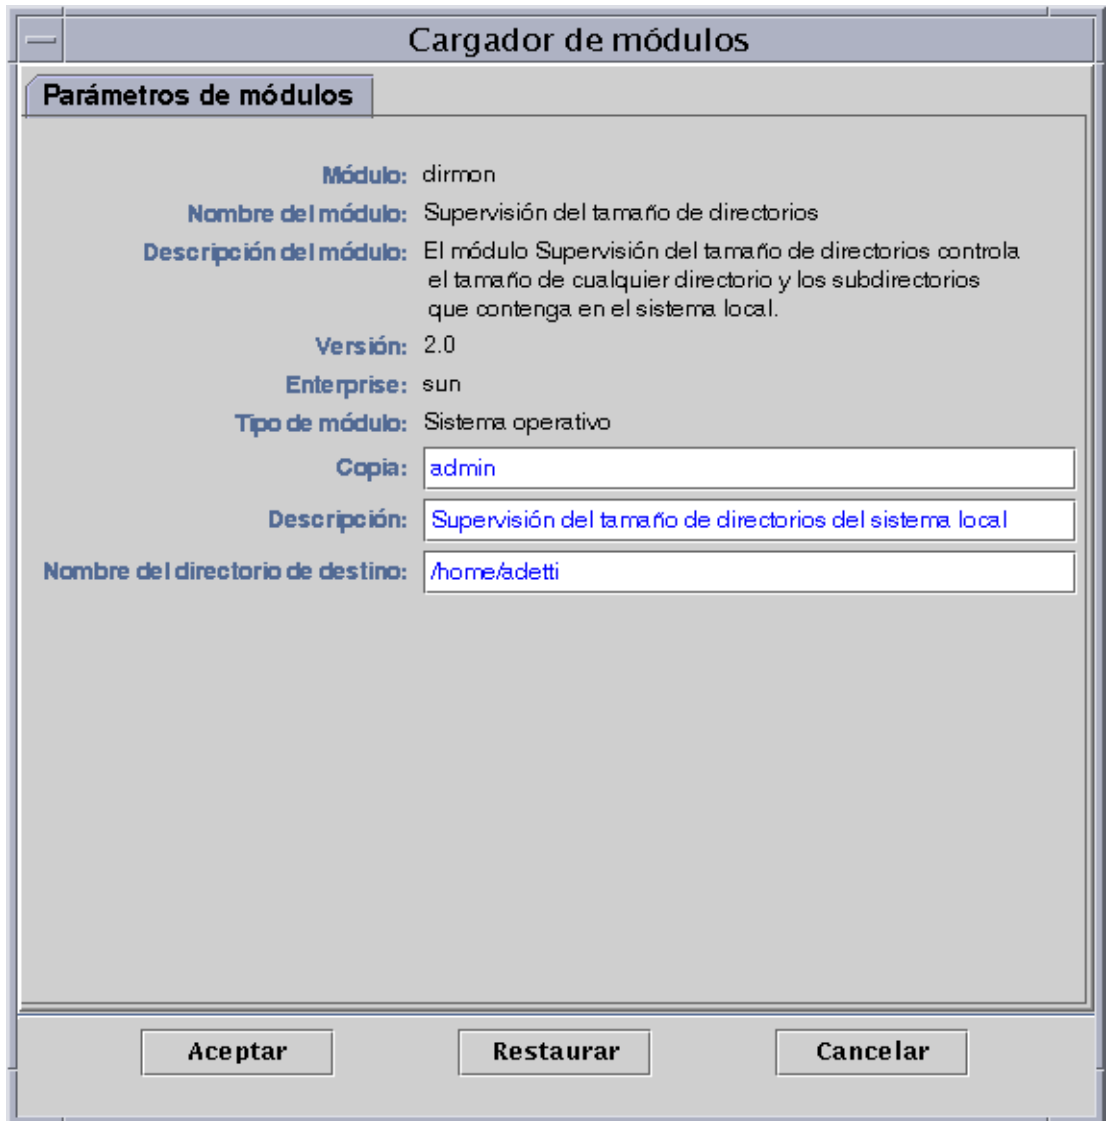 Cargador de módulos
Parámetros de módulos
Módulo: dirmon
Nombre del módulo: Supervisión del tamaño de directorios
Descripción del módulo: El módulo Supervisión del tamaño de directorios controla
el tamaño de cualquier directorio y los subdirectorios
que contenga en el sistema local.
Versión: 2.0
Enterprise: sun
Tipo de módulo: Sistema operativo
Copia: admin
Descripción: Supervisión del tamaño de directorios del sistema local
Nombre del directorio de destino: /home/adetti
Aceptar Restaurar Cancelar